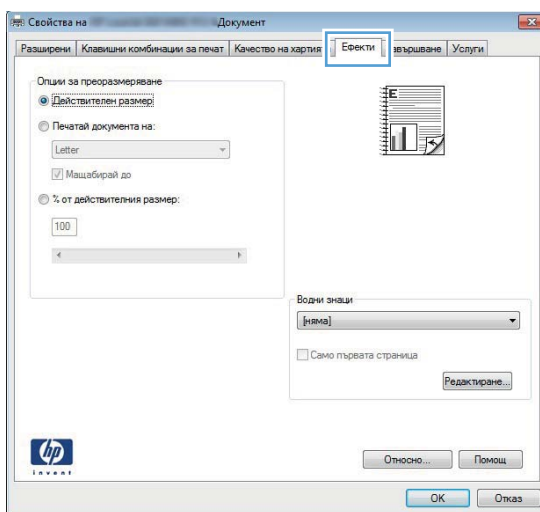 Свойства на Документ
Разширени Клавишни комбинации за печат Качество на хартия Ефекти Завършване Услуги
Опции за преоразмеряване
Действителен размер
Печатай документа на:
Letter
Мащабирай до
% от действителния размер:
100
E
Водни знаци
[няма]
Само първата страница
Редактиране...
hp
invent
Относно... Помощ
OK Отказ